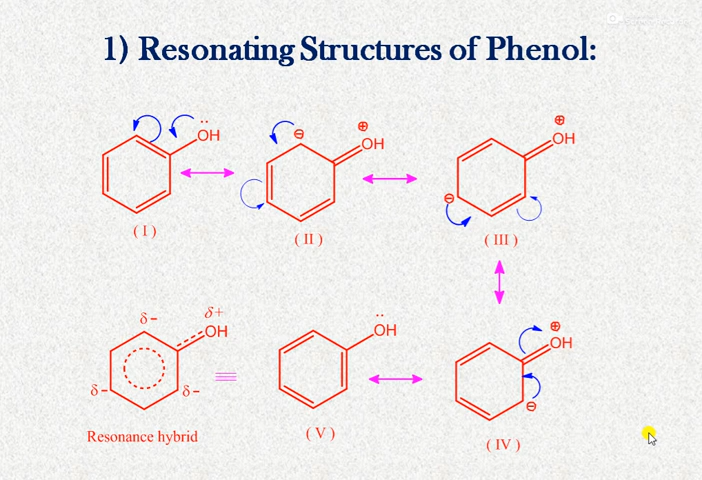 1) Resonating Structures of Phenol:
OH
⊖
⊕
OH
⊕
OH
⊖
( I )
( II )
( III )
δ−
δ+
OH
δ−
δ−
OH
⊕
OH
⊖
Resonance hybrid
( V )
( IV )